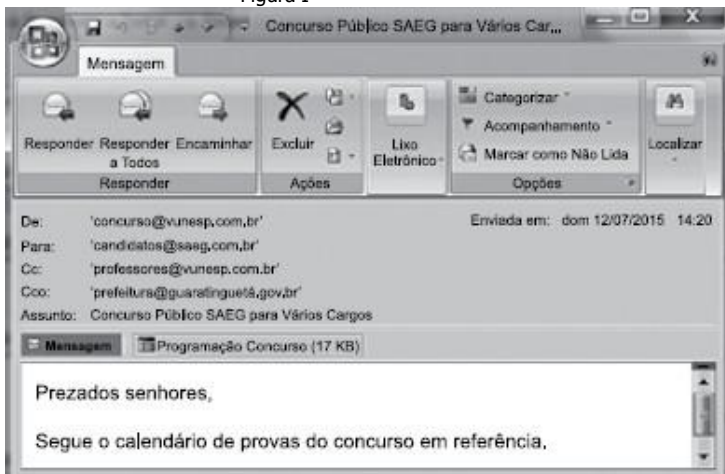 Figura 1
Concurso Público SAEG para Vários Car...
Mensagem
Responder Responder a Todos Encaminhar
Excluir
Lixo Eletrônico
Categorizar
Acompanhamento
Marcar como Não Lida
Localizar
Responder
Ações
Opções
De: 'concurso@vunesp.com.br' Enviada em: dom 12/07/2015 14:20
Para: 'candidatos@saeg.com.br'
Cc: 'professores@vunesp.com.br'
Cco: 'prefeitura@guaratinguetá.gov.br'
Assunto: Concurso Público SAEG para Vários Cargos
Mensagem Programação Concurso (17 KB)
Prezados senhores,
Segue o calendário de provas do concurso em referência,